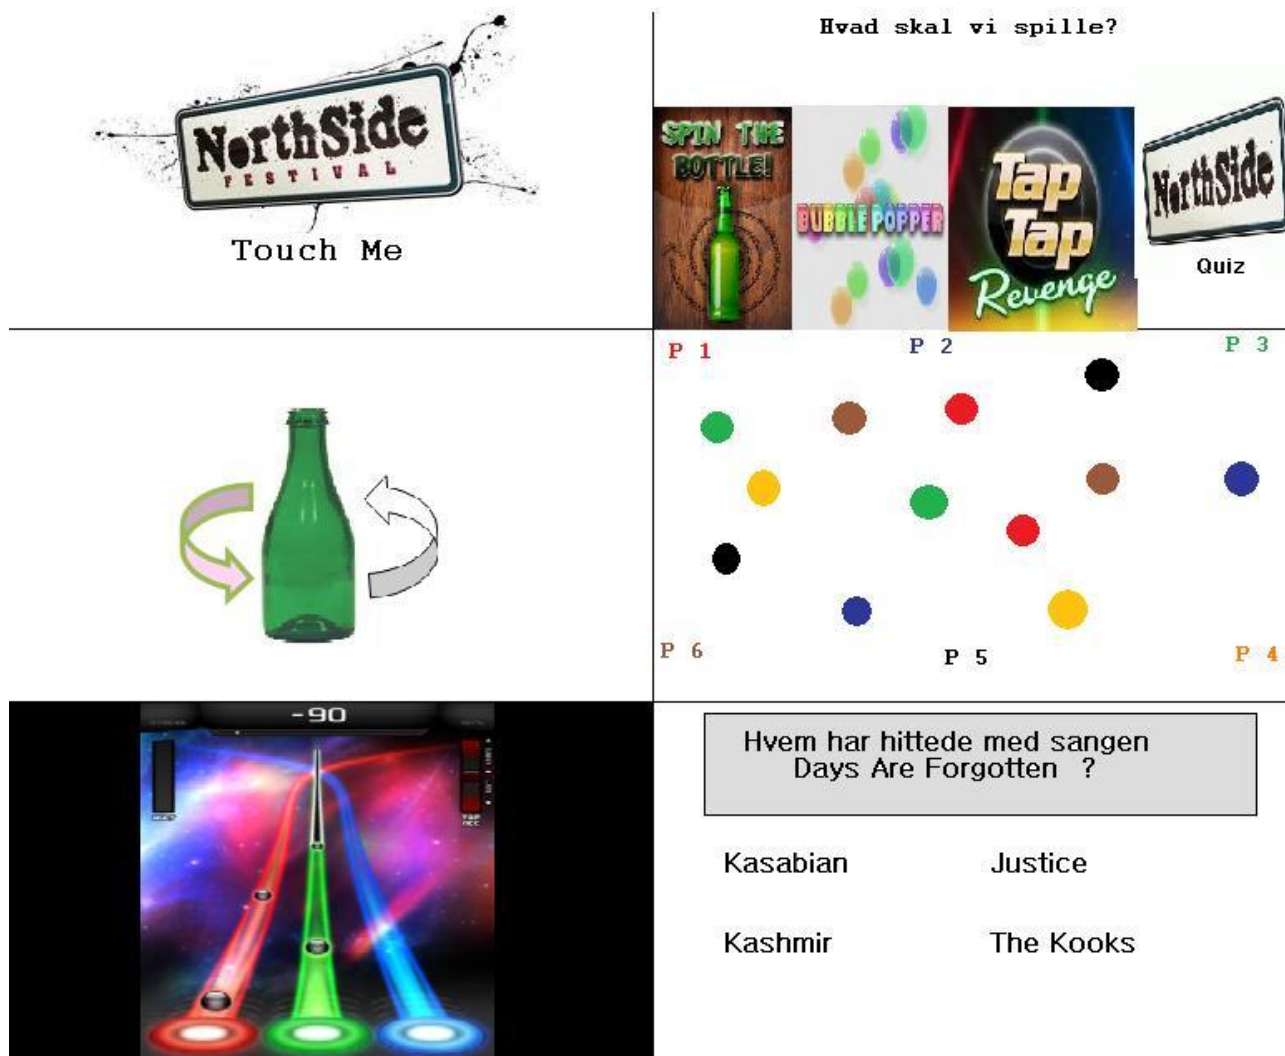 NorthSide
FESTIVAL
Touch Me
Hvad skal vi spille?
SPIN THE
BOTTLE!
BUBBLE POPPER
Tap
Tap
Revenge
NorthSide
Quiz
P 1
P 2
P 3
P 6
P 5
P 4
-90
Hvem har hittede med sangen
Days Are Forgotten ?
Kasabian
Justice
Kashmir
The Kooks